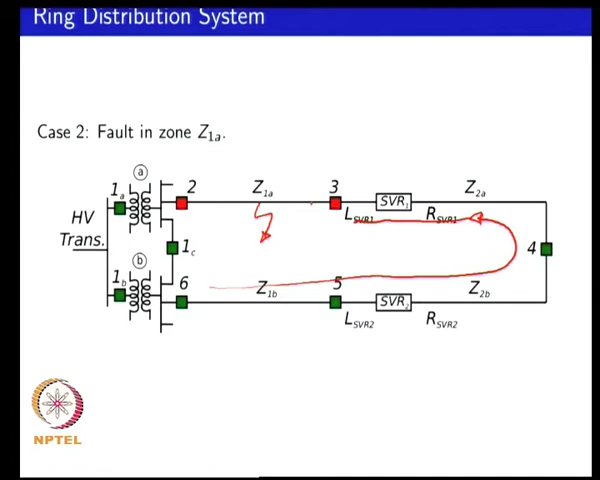 Ring Distribution System
Case 2: Fault in zone Z1a.
a
1a 2 Z1a 3 SVR1 Z2a
LSVR1 RSVR1
HV
Trans.
1c 4
b
1b 6 Z1b 5 SVR2 Z2b
LSVR2 RSVR2
NPTEL